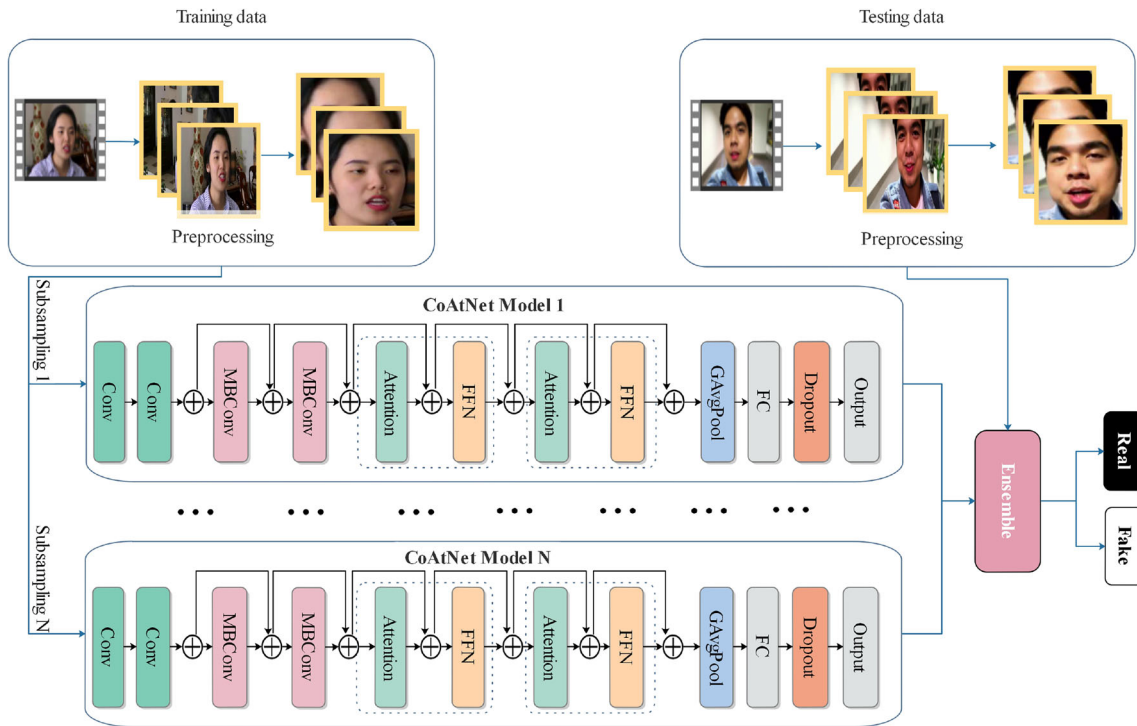 Training data
Testing data
Preprocessing
Preprocessing
Subsampling 1
CoAtNet Model 1
Conv
Conv
MBConv
MBConv
Attention
FFN
Attention
FFN
GAvgPool
FC
Dropout
Output
Ensemble
Real
Fake
Subsampling N
CoAtNet Model N
Conv
Conv
MBConv
MBConv
Attention
FFN
Attention
FFN
GAvgPool
FC
Dropout
Output